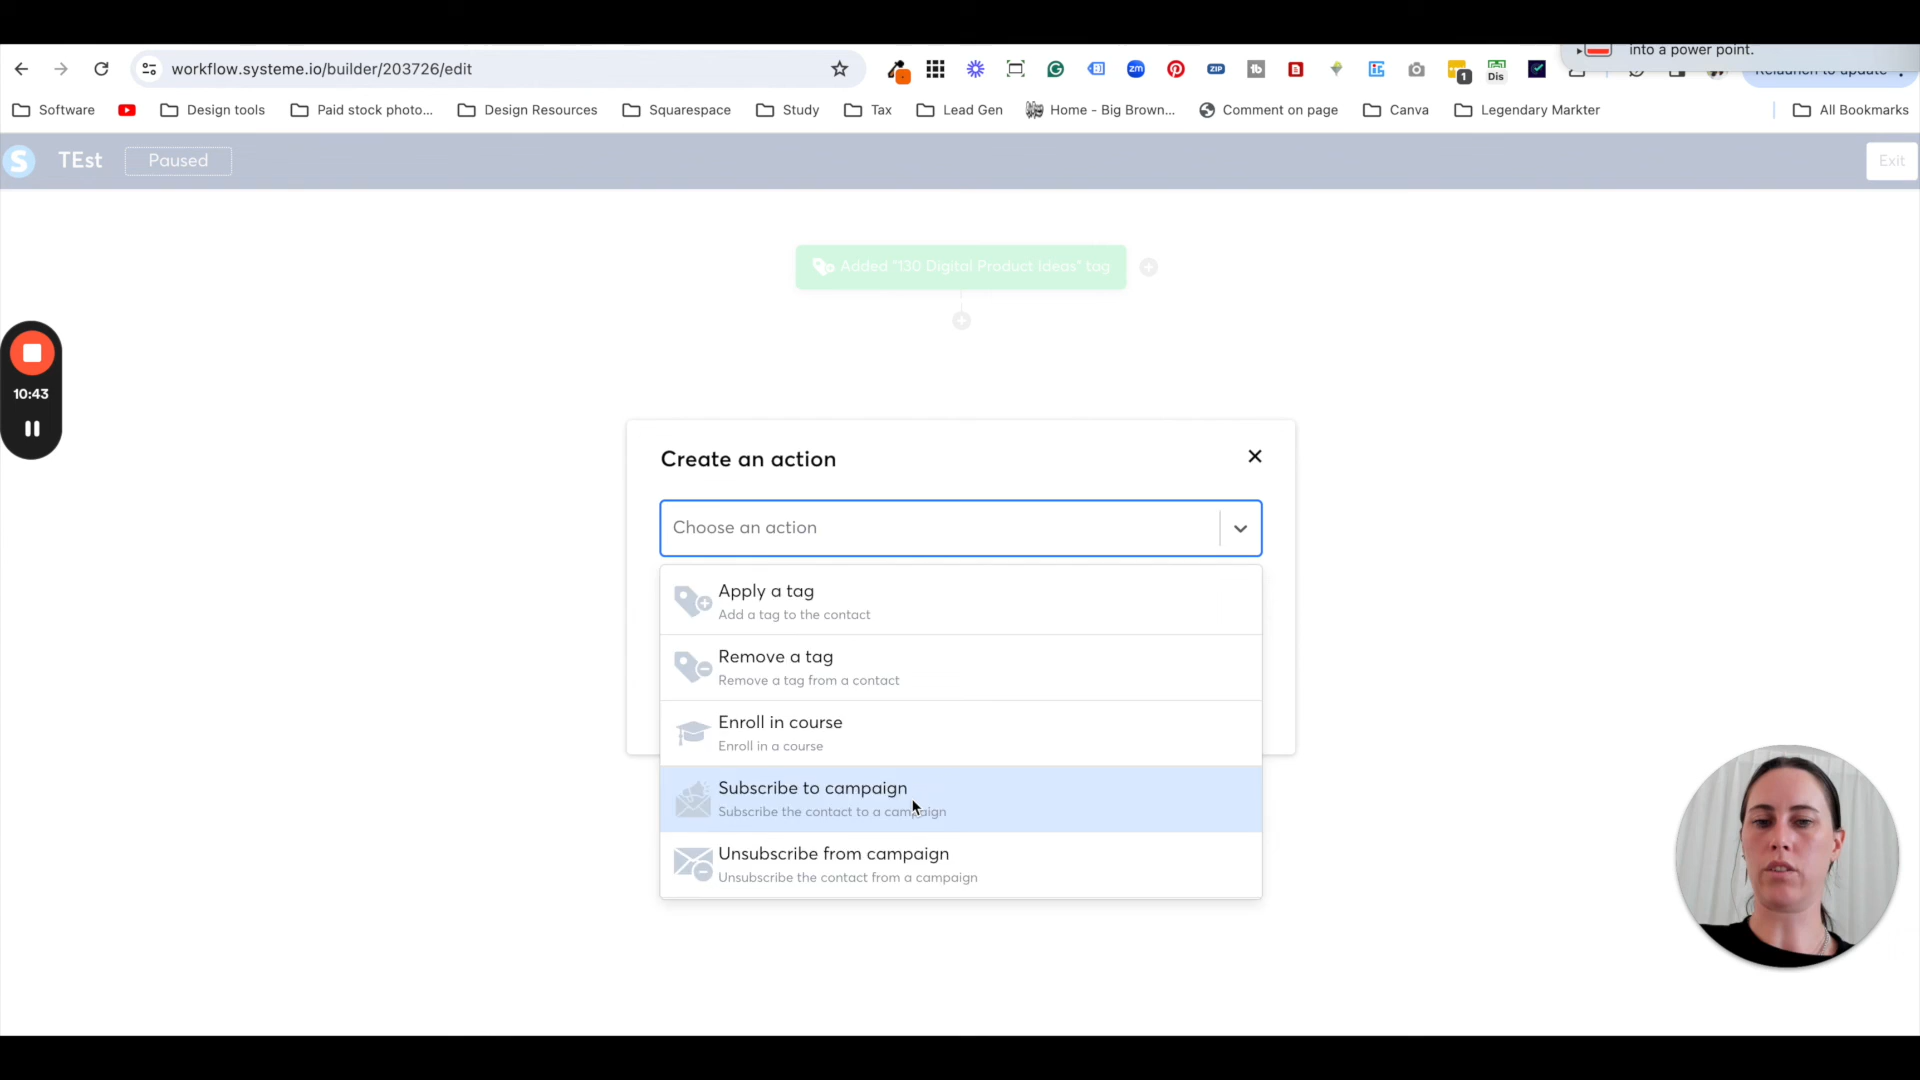 into a power point.
workflow.systeme.io/builder/203726/edit
Software
Design tools
Paid stock photo...
Design Resources
Squarespace
Study
Tax
Lead Gen
Home - Big Brown...
Comment on page
Canva
Legendary Markter
All Bookmarks
S
TEst
Paused
Exit
Added "130 Digital Product Ideas" tag
10:43
Create an action
Choose an action
Apply a tag
Add a tag to the contact
Remove a tag
Remove a tag from a contact
Enroll in course
Enroll in a course
Subscribe to campaign
Subscribe the contact to a campaign
Unsubscribe from campaign
Unsubscribe the contact from a campaign